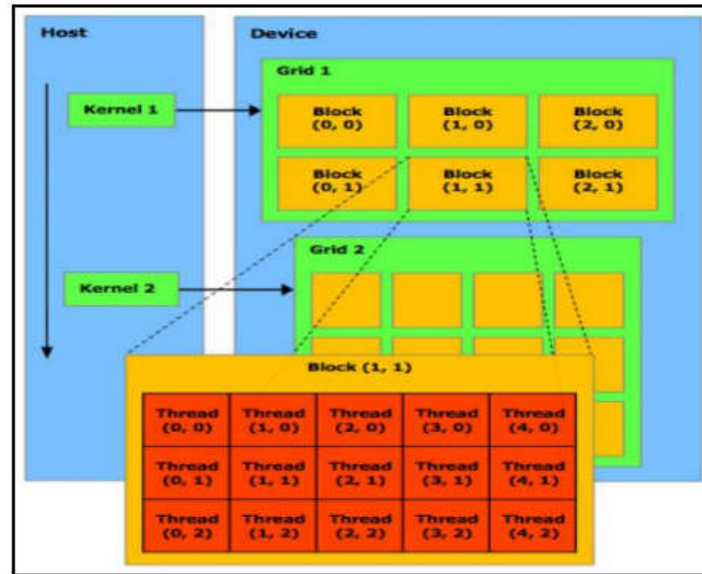 Host
Device
Grid 1
Kernel 1
Block
(0, 0)
Block
(1, 0)
Block
(2, 0)
Block
(0, 1)
Block
(1, 1)
Block
(2, 1)
Grid 2
Kernel 2
Block (1, 1)
Thread
(0, 0)
Thread
(1, 0)
Thread
(2, 0)
Thread
(3, 0)
Thread
(4, 0)
Thread
(0, 1)
Thread
(1, 1)
Thread
(2, 1)
Thread
(3, 1)
Thread
(4, 1)
Thread
(0, 2)
Thread
(1, 2)
Thread
(2, 2)
Thread
(3, 2)
Thread
(4, 2)